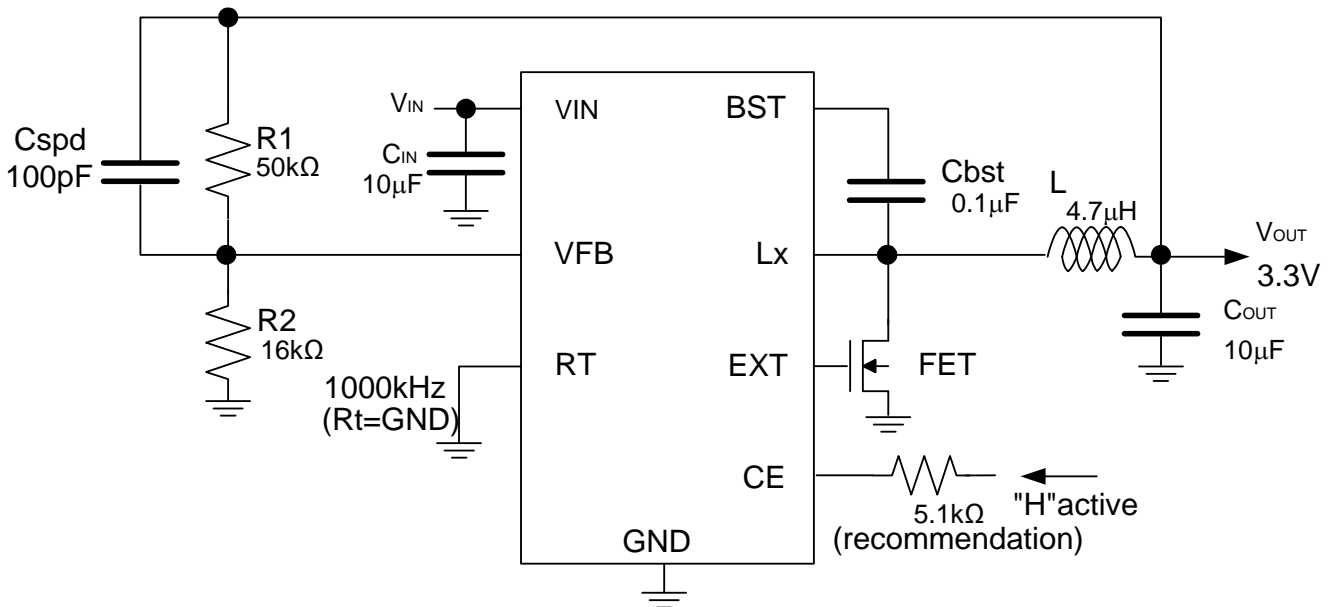 Cspd
100pF
R1
50kΩ
R2
16kΩ
VIN
CIN
10μF
1000kHz
(Rt=GND)
VIN
VFB
RT
GND
BST
Lx
EXT
CE
Cbst
0.1μF
L
4.7μH
FET
5.1kΩ
(recommendation)
"H"active
VOUT
3.3V
COUT
10μF